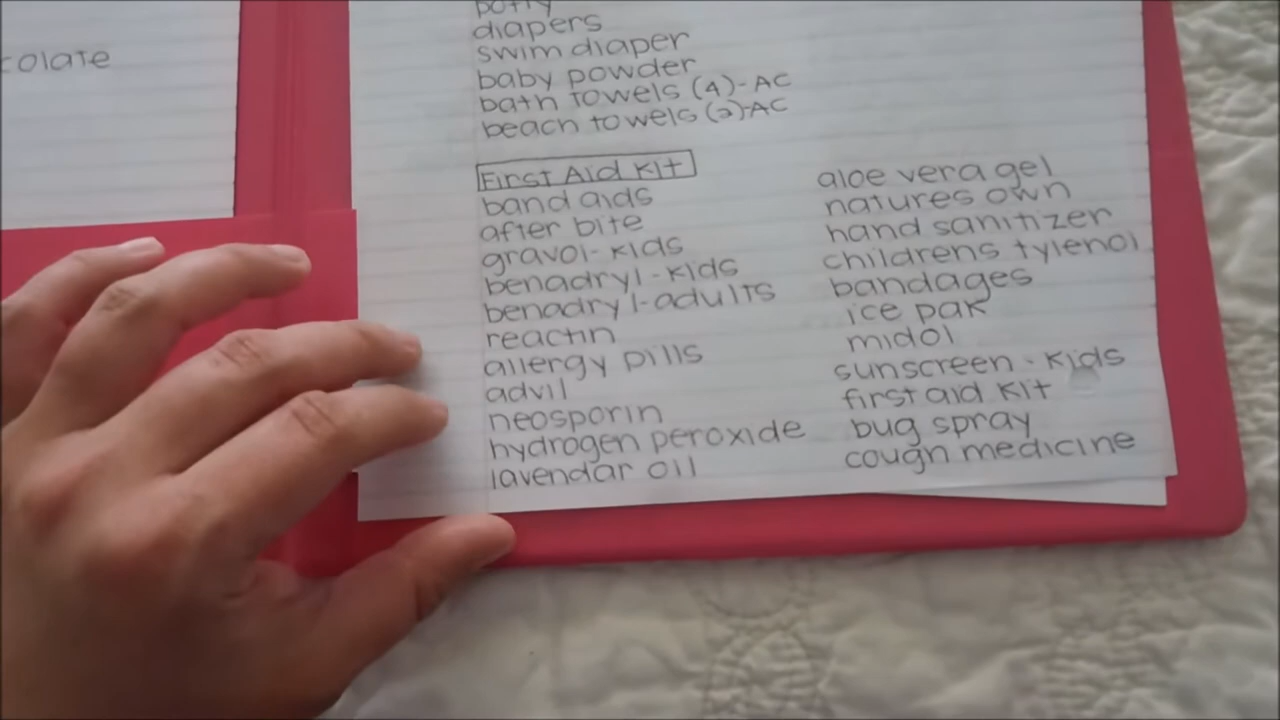 colate
potty
diapers
swim diaper
baby powder
bath towels (4)-AC
beach towels (2)-AC
First Aid Kit
band aids
after bite
gravol-kids
benadryl-kids
benadryl-adults
reactin
allergy pills
advil
neosporin
hydrogen peroxide
lavendar oil
aloe vera gel
natures own
hand sanitizer
childrens tylenol
bandages
ice pak
midol
sunscreen - kids
first aid kit
bug spray
cough medicine